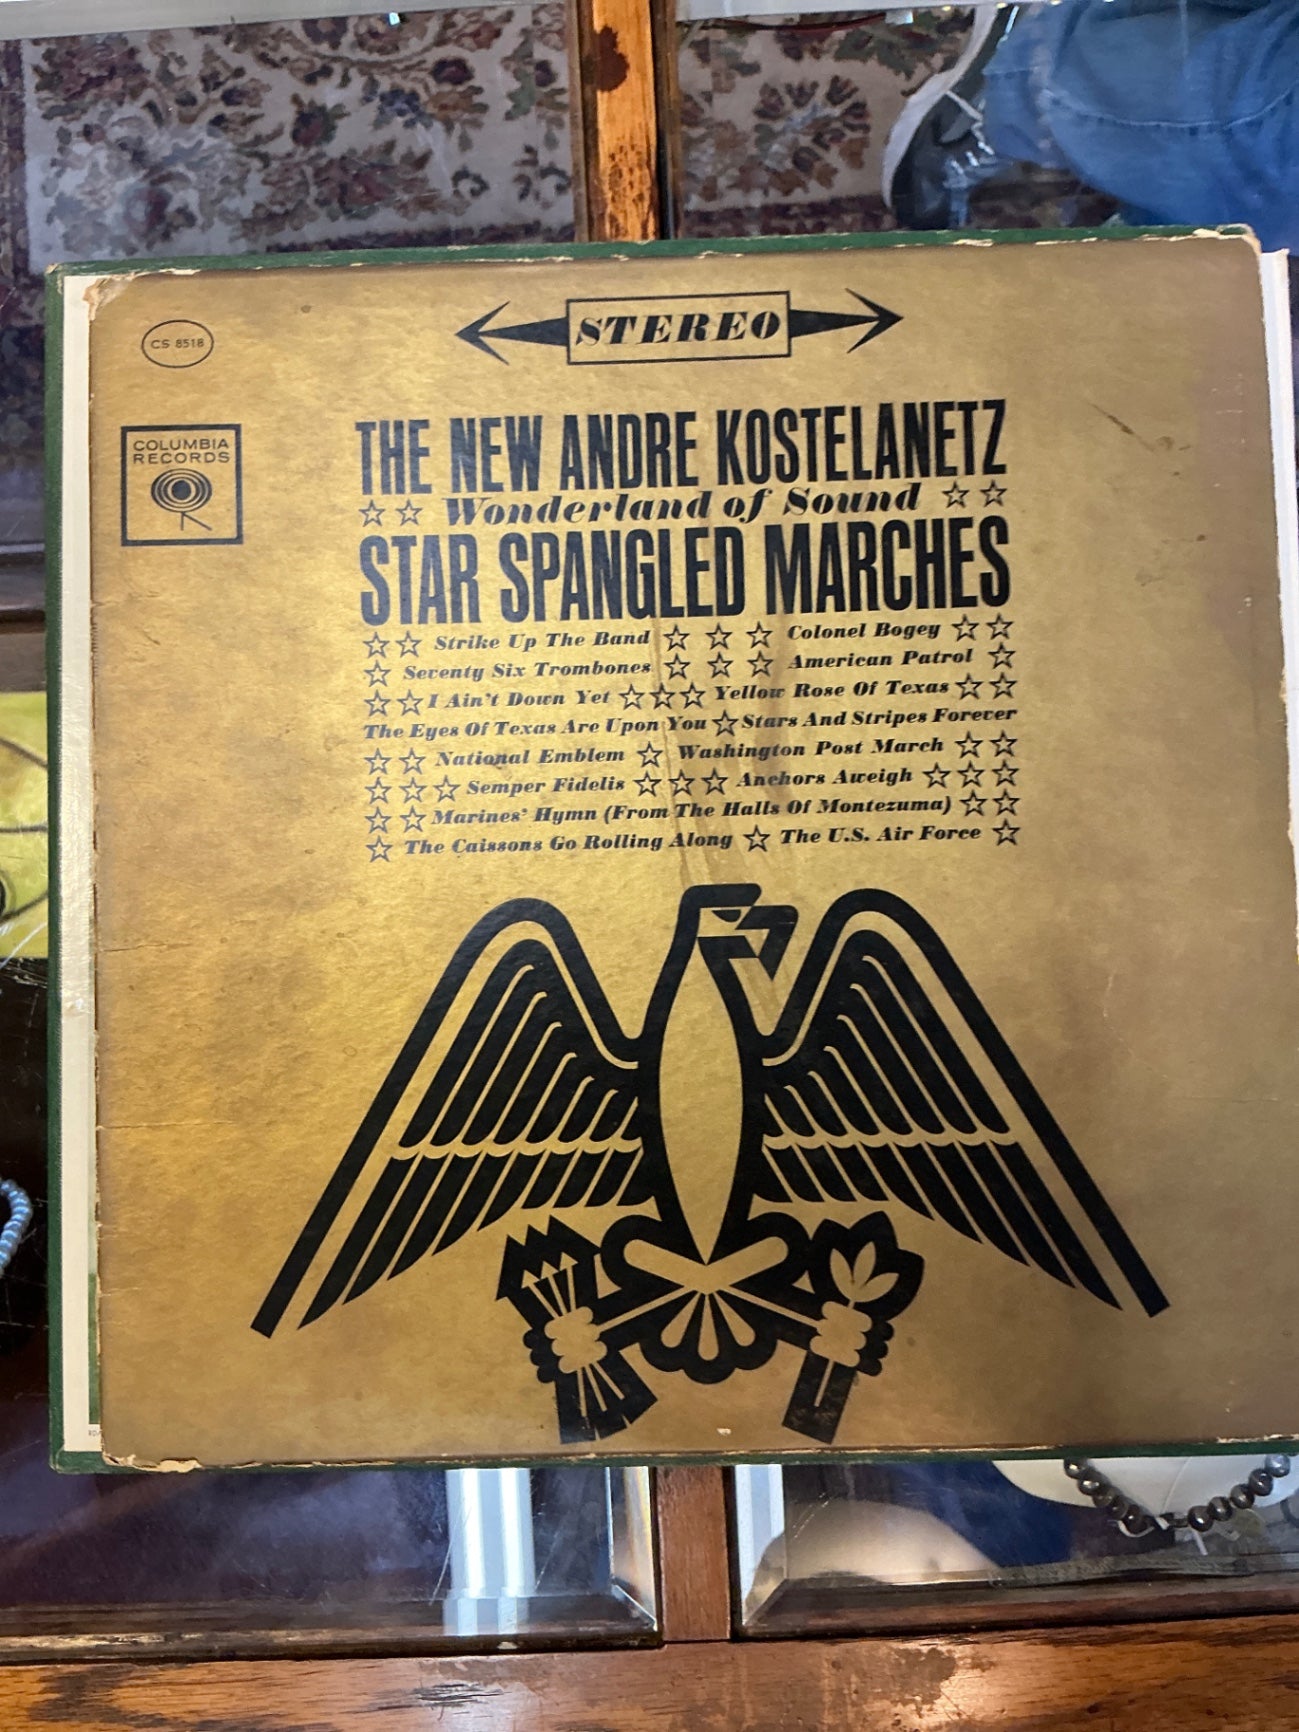 STEREO
CS 8518
COLUMBIA
RECORDS
THE NEW ANDRE KOSTELANETZ
☆ ☆ Wonderland of Sound ☆ ☆
STAR SPANGLED MARCHES
☆ ☆ Strike Up The Band ☆ ☆ ☆ Colonel Bogey ☆ ☆
☆ Seventy Six Trombones ☆ ☆ ☆ American Patrol ☆
☆ ☆ I Ain't Down Yet ☆ ☆ ☆ Yellow Rose Of Texas ☆ ☆
The Eyes Of Texas Are Upon You ☆ Stars And Stripes Forever
☆ ☆ National Emblem ☆ Washington Post March ☆ ☆
☆ ☆ ☆ Semper Fidelis ☆ ☆ ☆ Anchors Aweigh ☆ ☆ ☆
☆ ☆ Marines' Hymn (From The Halls Of Montezuma) ☆ ☆
☆ The Caissons Go Rolling Along ☆ The U.S. Air Force ☆